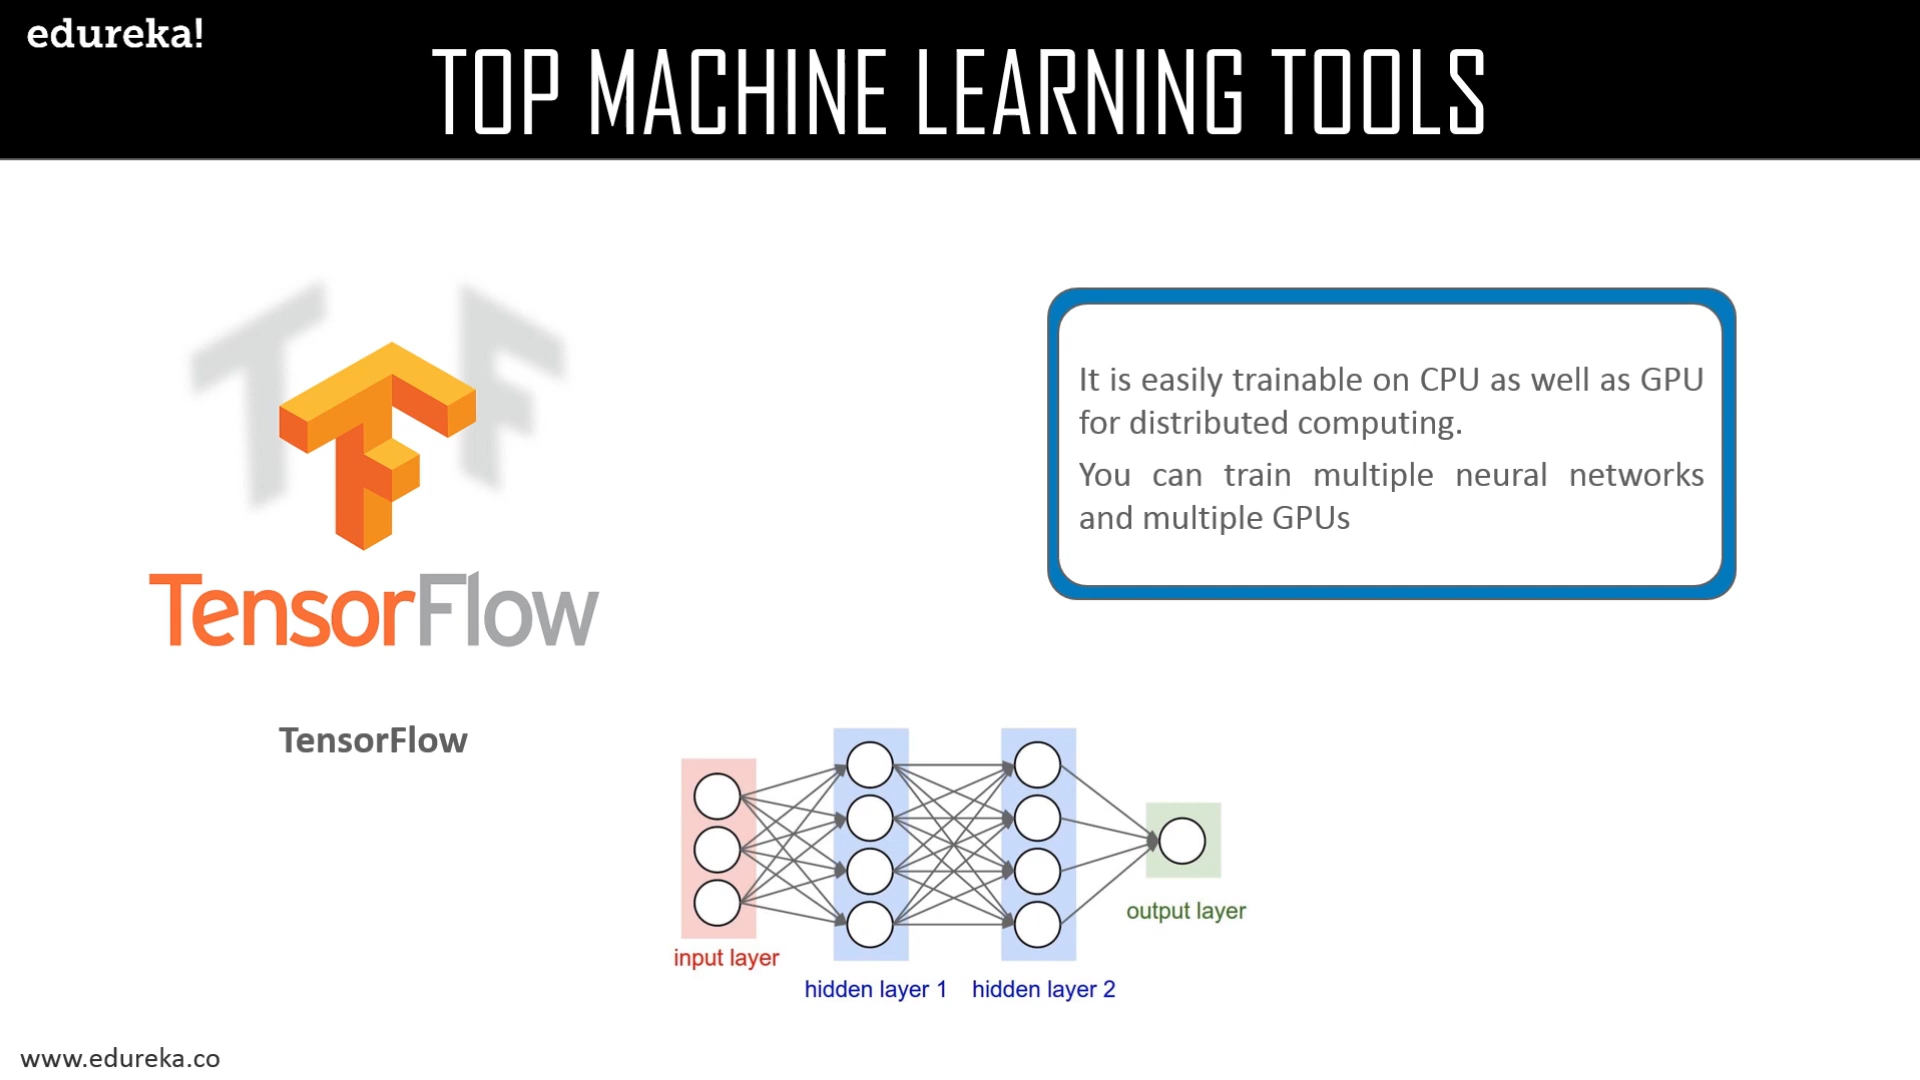 edureka!
TOP MACHINE LEARNING TOOLS
It is easily trainable on CPU as well as GPU
for distributed computing.
You can train multiple neural networks
and multiple GPUs
TensorFlow
TensorFlow
input layer
hidden layer 1
hidden layer 2
output layer
www.edureka.co